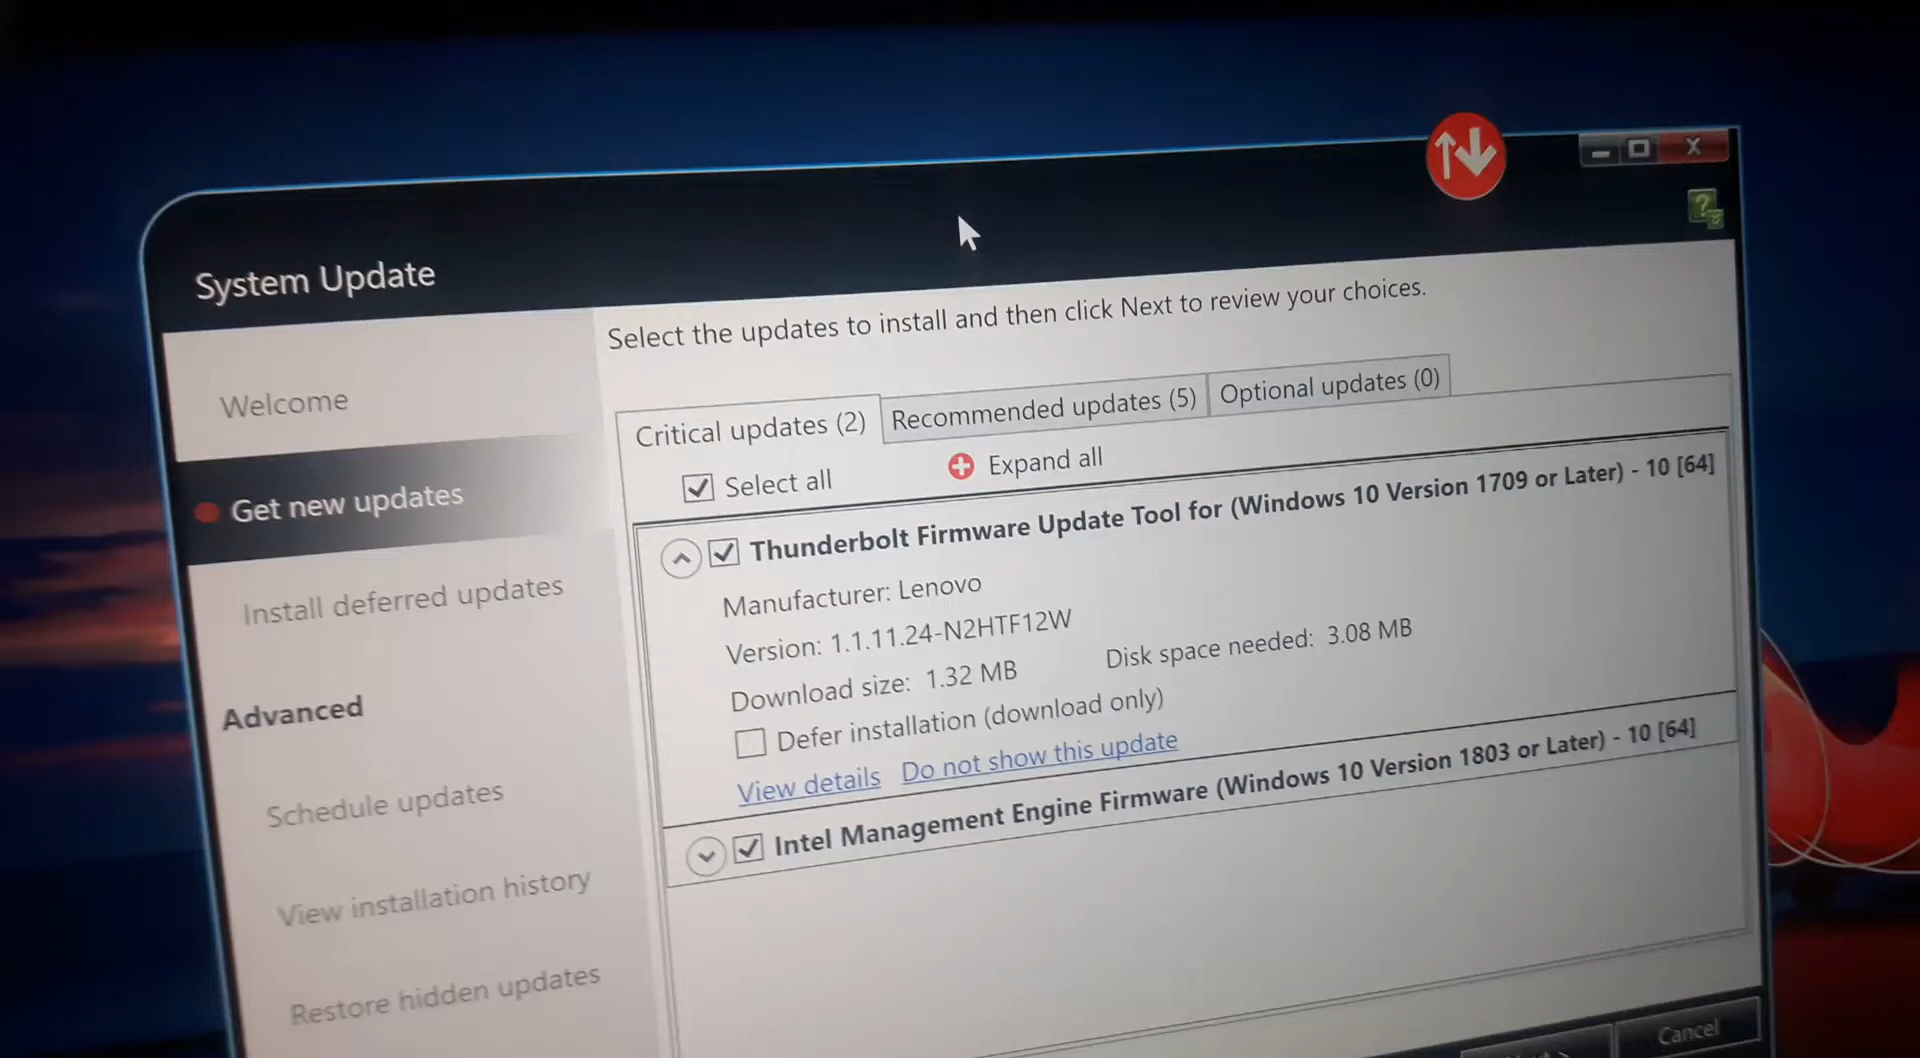 System Update
Select the updates to install and then click Next to review your choices.
Welcome
Get new updates
Install deferred updates
Advanced
Schedule updates
View installation history
Restore hidden updates
Critical updates (2)
Recommended updates (5)
Optional updates (0)
Select all
Expand all
Thunderbolt Firmware Update Tool for (Windows 10 Version 1709 or Later) - 10 [64]
Manufacturer: Lenovo
Version: 1.1.11.24-N2HTF12W
Download size: 1.32 MB
Disk space needed: 3.08 MB
Defer installation (download only)
View details
Do not show this update
Intel Management Engine Firmware (Windows 10 Version 1803 or Later) - 10 [64]
Cancel